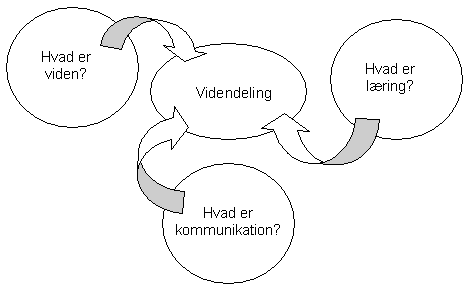 Hvad er
viden?
Videndeling
Hvad er
læring?
Hvad er
kommunikation?